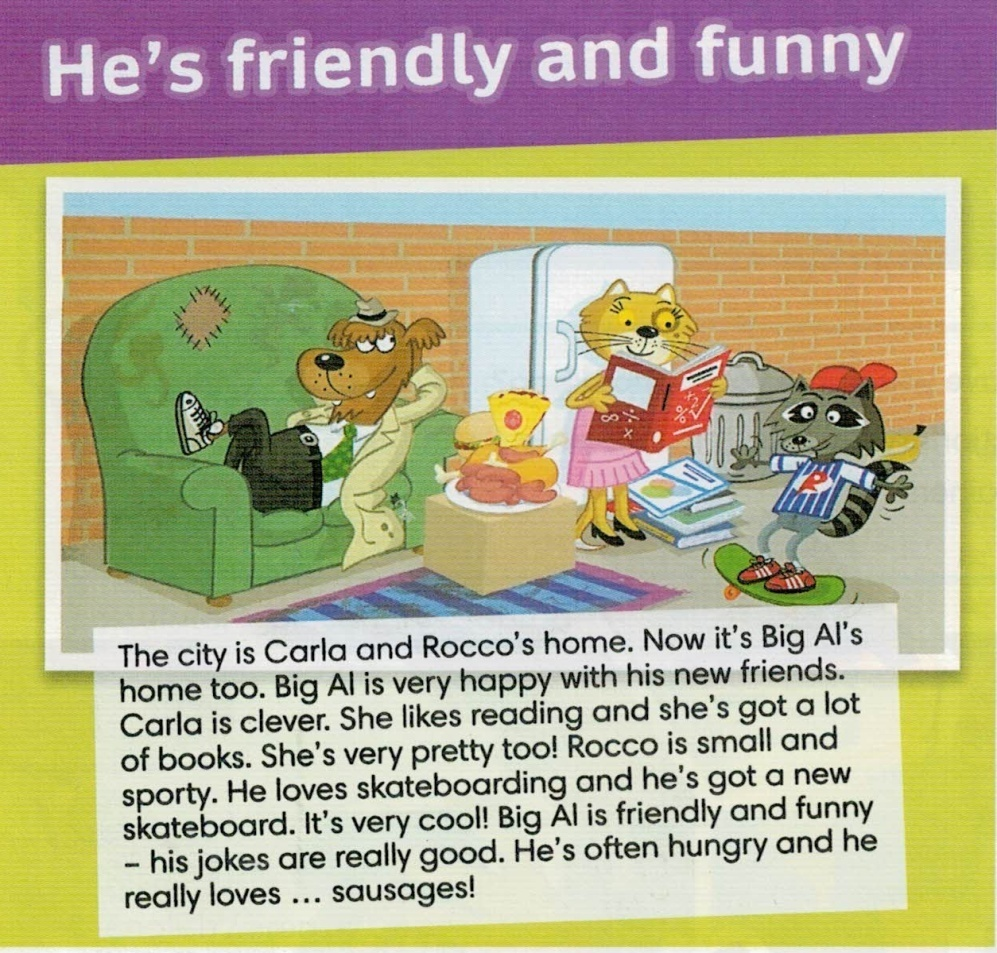 He's friendly and funny
The city is Carla and Rocco's home. Now it's Big Al's
home too. Big Al is very happy with his new friends.
Carla is clever. She likes reading and she's got a lot
of books. She's very pretty too! Rocco is small and
sporty. He loves skateboarding and he's got a new
skateboard. It's very cool! Big Al is friendly and funny
– his jokes are really good. He's often hungry and he
really loves ... sausages!